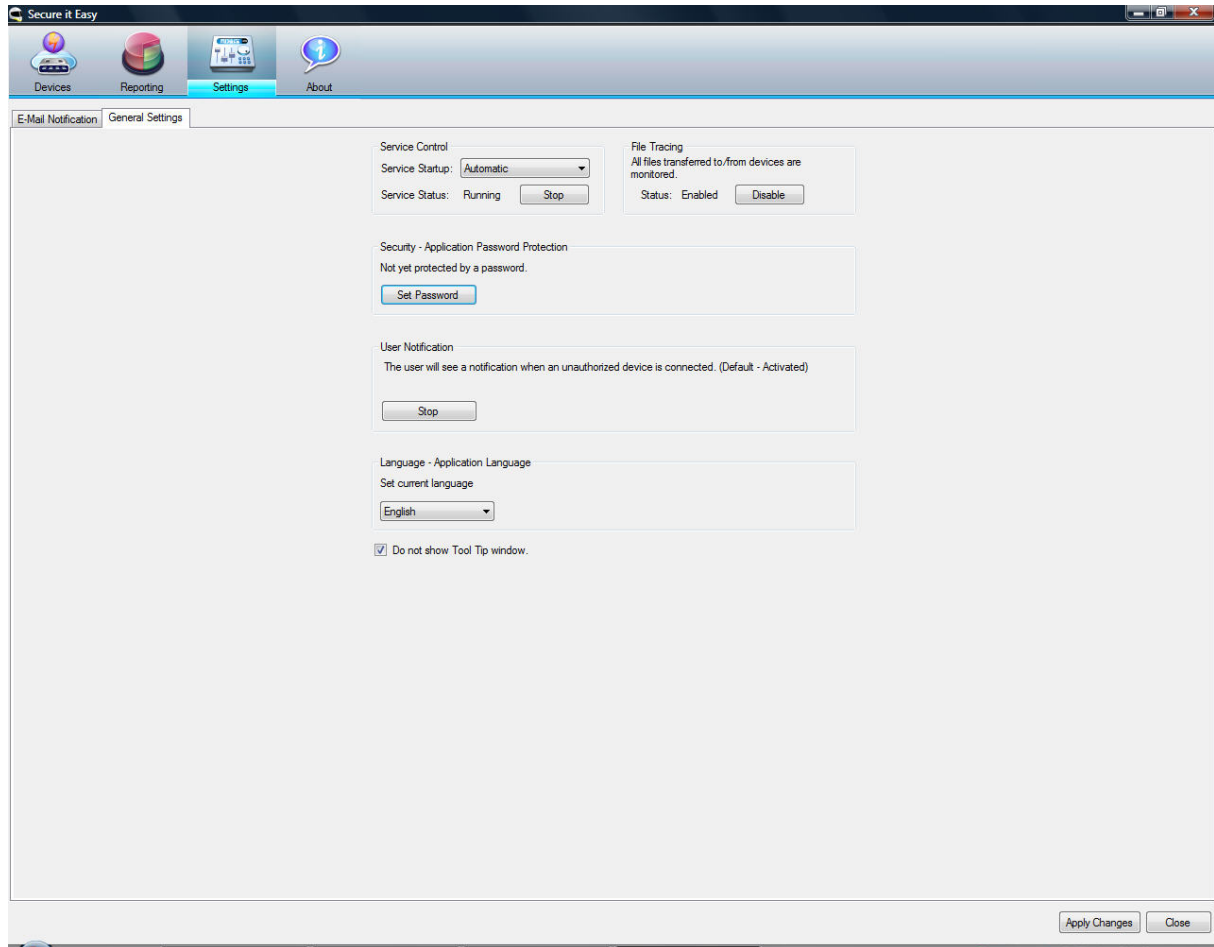 Secure it Easy
Devices
Reporting
Settings
About
E-Mail Notification
General Settings
Service Control
Service Startup: Automatic
Service Status: Running Stop
File Tracing
All files transferred to/from devices are
monitored.
Status: Enabled Disable
Security - Application Password Protection
Not yet protected by a password.
Set Password
User Notification
The user will see a notification when an unauthorized device is connected. (Default - Activated)
Stop
Language - Application Language
Set current language
English
Do not show Tool Tip window.
Apply Changes
Close